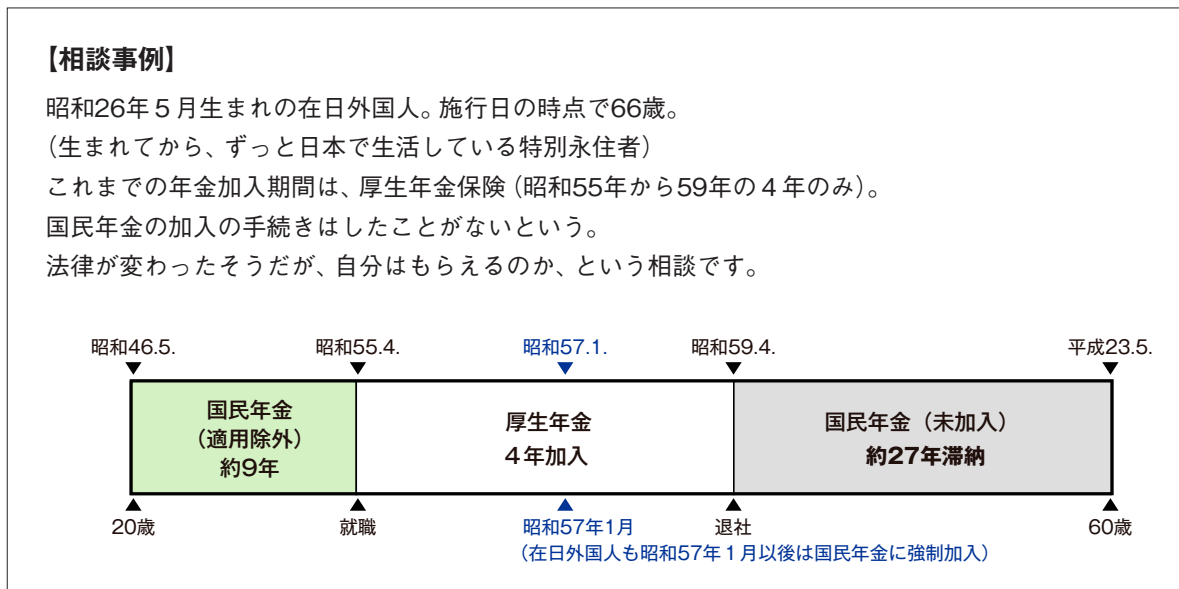 【相談事例】
昭和26年５月生まれの在日外国人。施行日の時点で66歳。
（生まれてから、ずっと日本で生活している特別永住者）
これまでの年金加入期間は、厚生年金保険（昭和55年から59年の４年のみ）。
国民年金の加入の手続きはしたことがないという。
法律が変わったそうだが、自分はもらえるのか、という相談です。
昭和46.5.
昭和55.4.
昭和57.1.
昭和59.4.
平成23.5.
国民年金
（適用除外）
約9年
厚生年金
４年加入
国民年金（未加入）
約27年滞納
20歳
就職
昭和57年1月
退社
60歳
（在日外国人も昭和57年１月以後は国民年金に強制加入）